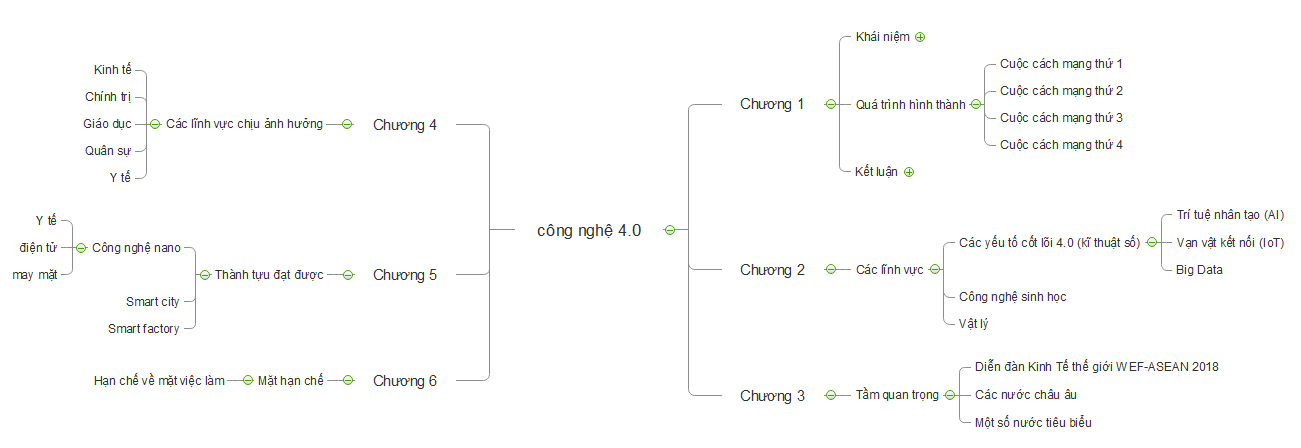 công nghệ 4.0
Chương 1
Khái niệm
Quá trình hình thành
Cuộc cách mạng thứ 1
Cuộc cách mạng thứ 2
Cuộc cách mạng thứ 3
Cuộc cách mạng thứ 4
Kết luận
Chương 2
Các lĩnh vực
Các yếu tố cốt lõi 4.0 (kĩ thuật số)
Trí tuệ nhân tạo (AI)
Vạn vật kết nối (IoT)
Big Data
Công nghệ sinh học
Vật lý
Chương 3
Tầm quan trọng
Diễn đàn Kinh Tế thế giới WEF-ASEAN 2018
Các nước châu âu
Một số nước tiêu biểu
Chương 4
Các lĩnh vực chịu ảnh hưởng
Kinh tế
Chính trị
Giáo dục
Quân sự
Y tế
Chương 5
Thành tựu đạt được
Công nghệ nano
Y tế
điện tử
may mặt
Smart city
Smart factory
Chương 6
Mặt hạn chế
Hạn chế về mặt việc làm